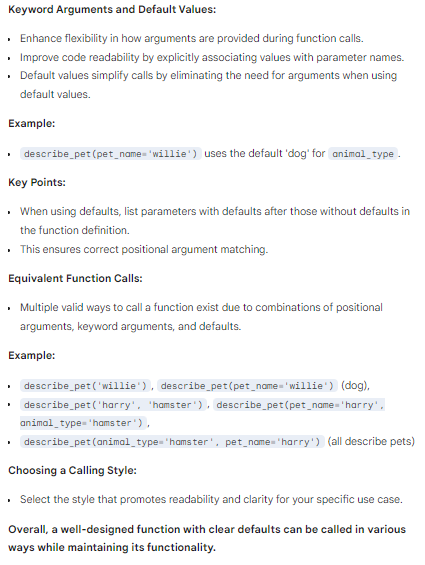 Keyword Arguments and Default Values:
• Enhance flexibility in how arguments are provided during function calls.
• Improve code readability by explicitly associating values with parameter names.
• Default values simplify calls by eliminating the need for arguments when using
default values.
Example:
• describe_pet(pet_name='willie') uses the default 'dog' for animal_type .
Key Points:
• When using defaults, list parameters with defaults after those without defaults in
the function definition.
• This ensures correct positional argument matching.
Equivalent Function Calls:
• Multiple valid ways to call a function exist due to combinations of positional
arguments, keyword arguments, and defaults.
Example:
• describe_pet('willie') , describe_pet(pet_name='willie') (dog),
• describe_pet('harry', 'hamster') , describe_pet(pet_name='harry',
animal_type='hamster') ,
• describe_pet(animal_type='hamster', pet_name='harry') (all describe pets)
Choosing a Calling Style:
• Select the style that promotes readability and clarity for your specific use case.
Overall, a well-designed function with clear defaults can be called in various
ways while maintaining its functionality.